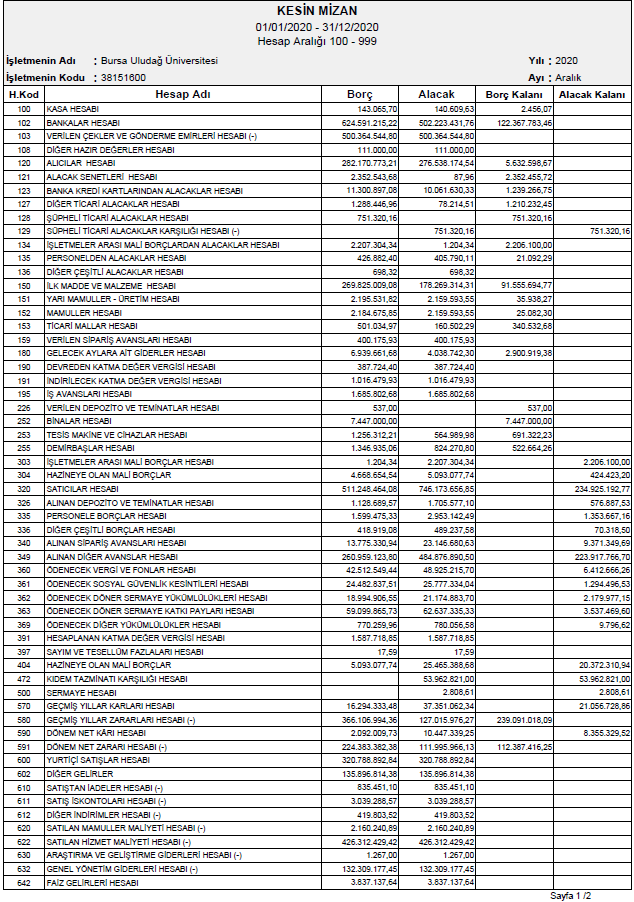 KESİN MİZAN
01/01/2020 - 31/12/2020
Hesap Aralığı 100 - 999
İşletmenin Adı : Bursa Uludağ Üniversitesi Yılı : 2020
İşletmenin Kodu : 38151600 Ayı : Aralık
H.Kod Hesap Adı Borç Alacak Borç Kalanı Alacak Kalanı
100 KASA HESABI 143.065,70 140.609,63 2.456,07
102 BANKALAR HESABI 624.591.215,22 502.223.431,76 122.367.783,46
103 VERİLEN ÇEKLER VE GÖNDERME EMİRLERİ HESABI (-) 500.364.544,80 500.364.544,80
108 DİĞER HAZIR DEĞERLER HESABI 111.000,00 111.000,00
120 ALICILAR HESABI 282.170.773,21 276.538.174,54 5.632.598,67
121 ALACAK SENETLERİ HESABI 2.352.543,68 87,96 2.352.455,72
123 BANKA KREDİ KARTLARINDAN ALACAKLAR HESABI 11.300.897,08 10.061.630,33 1.239.266,75
127 DİĞER TİCARİ ALACAKLAR HESABI 1.288.446,96 78.214,51 1.210.232,45
128 ŞÜPHELİ TİCARİ ALACAKLAR HESABI 751.320,16 751.320,16
129 SÜPHELİ TİCARİ ALACAKLAR KARŞILIĞI HESABI (-) 751.320,16 751.320,16
134 İŞLETMELER ARASI MALİ BORÇLARDAN ALACAKLAR HESABI 2.207.304,34 1.204,34 2.206.100,00
135 PERSONELDEN ALACAKLAR HESABI 426.882,40 405.790,11 21.092,29
136 DİĞER ÇEŞİTLİ ALACAKLAR HESABI 698,32 698,32
150 İLK MADDE VE MALZEME HESABI 269.825.009,08 178.269.314,31 91.555.694,77
151 YARI MAMULLER - ÜRETİM HESABI 2.195.531,82 2.159.593,55 35.938,27
152 MAMULLER HESABI 2.184.675,85 2.159.593,55 25.082,30
153 TİCARİ MALLAR HESABI 501.034,97 160.502,29 340.532,68
159 VERİLEN SİPARİŞ AVANSLARI HESABI 400.175,93 400.175,93
180 GELECEK AYLARA AİT GİDERLER HESABI 6.939.661,68 4.038.742,30 2.900.919,38
190 DEVREDEN KATMA DEĞER VERGİSİ HESABI 387.724,40 387.724,40
191 İNDİRİLECEK KATMA DEĞER VERGİSİ HESABI 1.016.479,93 1.016.479,93
195 İŞ AVANSLARI HESABI 1.685.802,68 1.685.802,68
226 VERİLEN DEPOZİTO VE TEMİNATLAR HESABI 537,00 537,00
252 BİNALAR HESABI 7.447.000,00 7.447.000,00
253 TESİS MAKİNE VE CİHAZLAR HESABI 1.256.312,21 564.989,98 691.322,23
255 DEMİRBAŞLAR HESABI 1.346.935,06 824.270,80 522.664,26
303 İŞLETMELER ARASI MALİ BORÇLAR HESABI 1.204,34 2.207.304,34 2.206.100,00
304 HAZİNEYE OLAN MALİ BORÇLAR 4.668.654,54 5.093.077,74 424.423,20
320 SATICILAR HESABI 511.248.464,08 746.173.656,85 234.925.192,77
326 ALINAN DEPOZİTO VE TEMİNATLAR HESABI 1.128.689,57 1.705.577,10 576.887,53
335 PERSONELE BORÇLAR HESABI 1.599.475,33 2.953.142,49 1.353.667,16
336 DİĞER ÇEŞİTLİ BORÇLAR HESABI 418.919,08 489.237,58 70.318,50
340 ALINAN SİPARİŞ AVANSLARI HESABI 13.775.330,94 23.146.680,63 9.371.349,69
349 ALINAN DİĞER AVANSLAR HESABI 260.959.123,80 484.876.890,50 223.917.766,70
360 ÖDENECEK VERGİ VE FONLAR HESABI 42.512.549,44 48.925.215,70 6.412.666,26
361 ÖDENECEK SOSYAL GÜVENLİK KESİNTİLERİ HESABI 24.482.837,51 25.777.334,04 1.294.496,53
362 ÖDENECEK DÖNER SERMAYE YÜKÜMLÜLÜKLERİ HESABI 18.994.906,55 21.174.883,70 2.179.977,15
363 ÖDENECEK DÖNER SERMAYE KATKI PAYLARI HESABI 59.099.865,73 62.637.335,33 3.537.469,60
369 ÖDENECEK DİĞER YÜKÜMLÜLÜKLER HESABI 770.259,96 780.056,58 9.796,62
391 HESAPLANAN KATMA DEĞER VERGİSİ HESABI 1.587.718,85 1.587.718,85
397 SAYIM VE TESELLÜM FAZLALARI HESABI 17,59 17,59
404 HAZİNEYE OLAN MALİ BORÇLAR 5.093.077,74 25.465.388,68 20.372.310,94
472 KIDEM TAZMİNATI KARŞILIĞI HESABI 53.962.821,00 53.962.821,00
500 SERMAYE HESABI 2.808,61 2.808,61
570 GEÇMİŞ YILLAR KARLARI HESABI 16.294.333,48 37.351.062,34 21.056.728,86
580 GEÇMİŞ YILLAR ZARARLARI HESABI (-) 366.106.994,36 127.015.976,27 239.091.018,09
590 DÖNEM NET KÂRI HESABI 2.092.009,73 10.447.339,25 8.355.329,52
591 DÖNEM NET ZARARI HESABI (-) 224.383.382,38 111.995.966,13 112.387.416,25
600 YURTİÇİ SATIŞLAR HESABI 320.788.892,84 320.788.892,84
602 DİĞER GELİRLER 135.896.814,38 135.896.814,38
610 SATIŞTAN İADELER HESABI (-) 835.451,10 835.451,10
611 SATIŞ İSKONTOLARI HESABI (-) 3.039.288,57 3.039.288,57
612 DİĞER İNDİRİMLER HESABI (-) 419.803,52 419.803,52
620 SATILAN MAMULLER MALİYETİ HESABI (-) 2.160.240,89 2.160.240,89
622 SATILAN HİZMET MALİYETİ HESABI (-) 426.312.429,42 426.312.429,42
630 ARAŞTIRMA VE GELİŞTİRME GİDERLERİ HESABI (-) 1.267,00 1.267,00
632 GENEL YÖNETİM GİDERLERİ HESABI (-) 132.309.177,45 132.309.177,45
642 FAİZ GELİRLERİ HESABI 3.837.137,64 3.837.137,64
Sayfa 1 /2